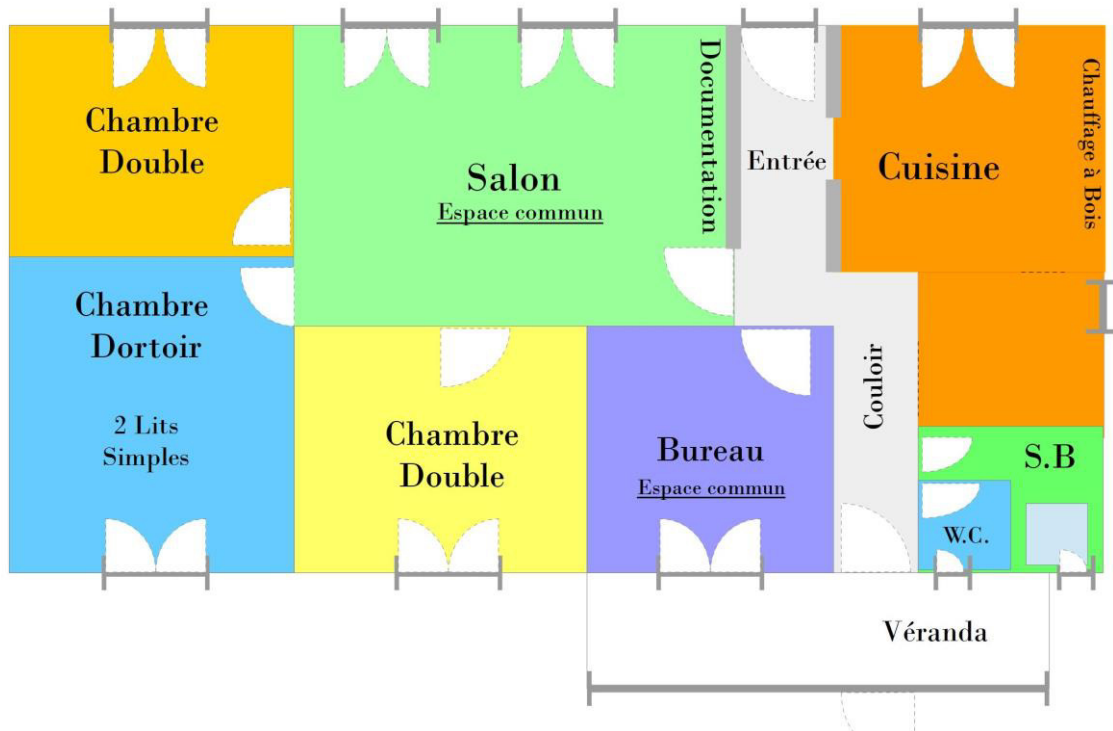 Chambre
Double
Salon
Espace commun
Documentation
Entrée
Cuisine
Chauffage à Bois
Chambre
Dortoir
2 Lits
Simples
Chambre
Double
Bureau
Espace commun
Couloir
S.B
W.C.
Véranda